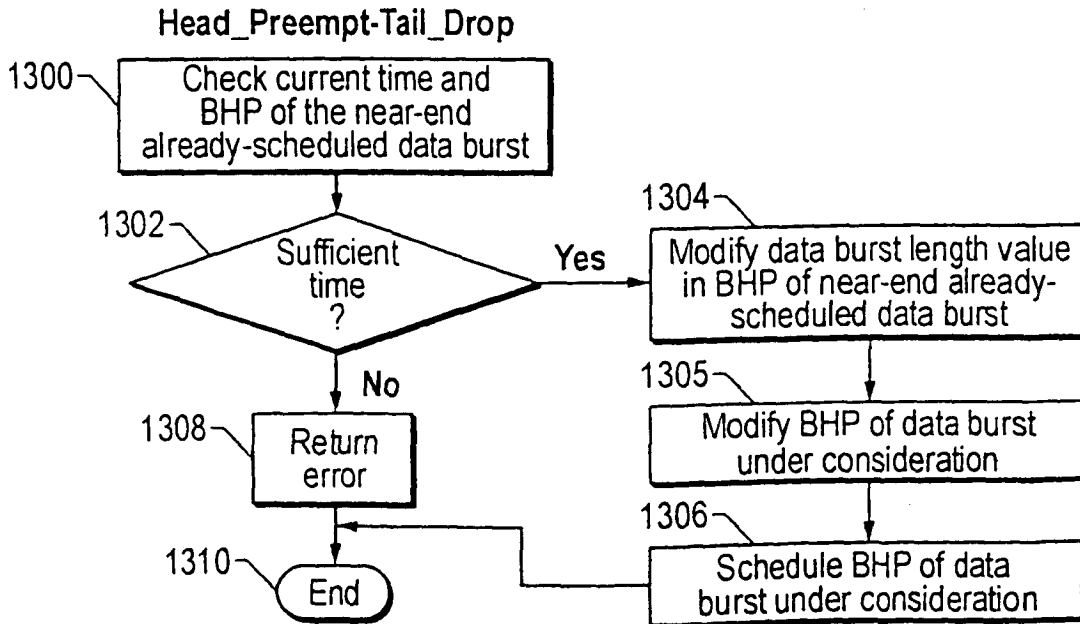 Head_Preempt-Tail_Drop
1300
Check current time and
BHP of the near-end
already-scheduled data burst
1302
Sufficient
time
?
Yes
No
1304
Modify data burst length value
in BHP of near-end already-
scheduled data burst
1305
Modify BHP of data burst
under consideration
1306
Schedule BHP of data
burst under consideration
1308
Return
error
1310
End